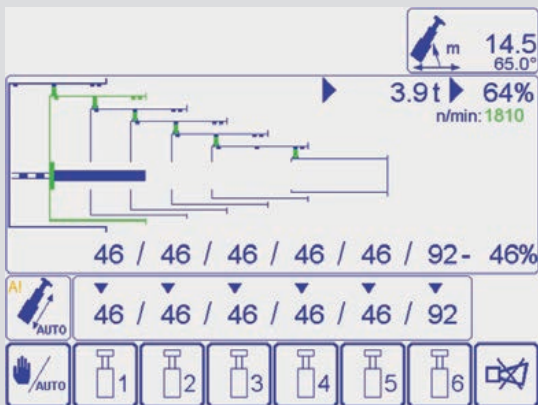 m 14.5
65.0°
3.9 t 64%
n/min: 1810
46 / 46 / 46 / 46 / 46 / 92 - 46%
A!
46 / 46 / 46 / 46 / 46 / 92
AUTO
/AUTO 1 2 3 4 5 6